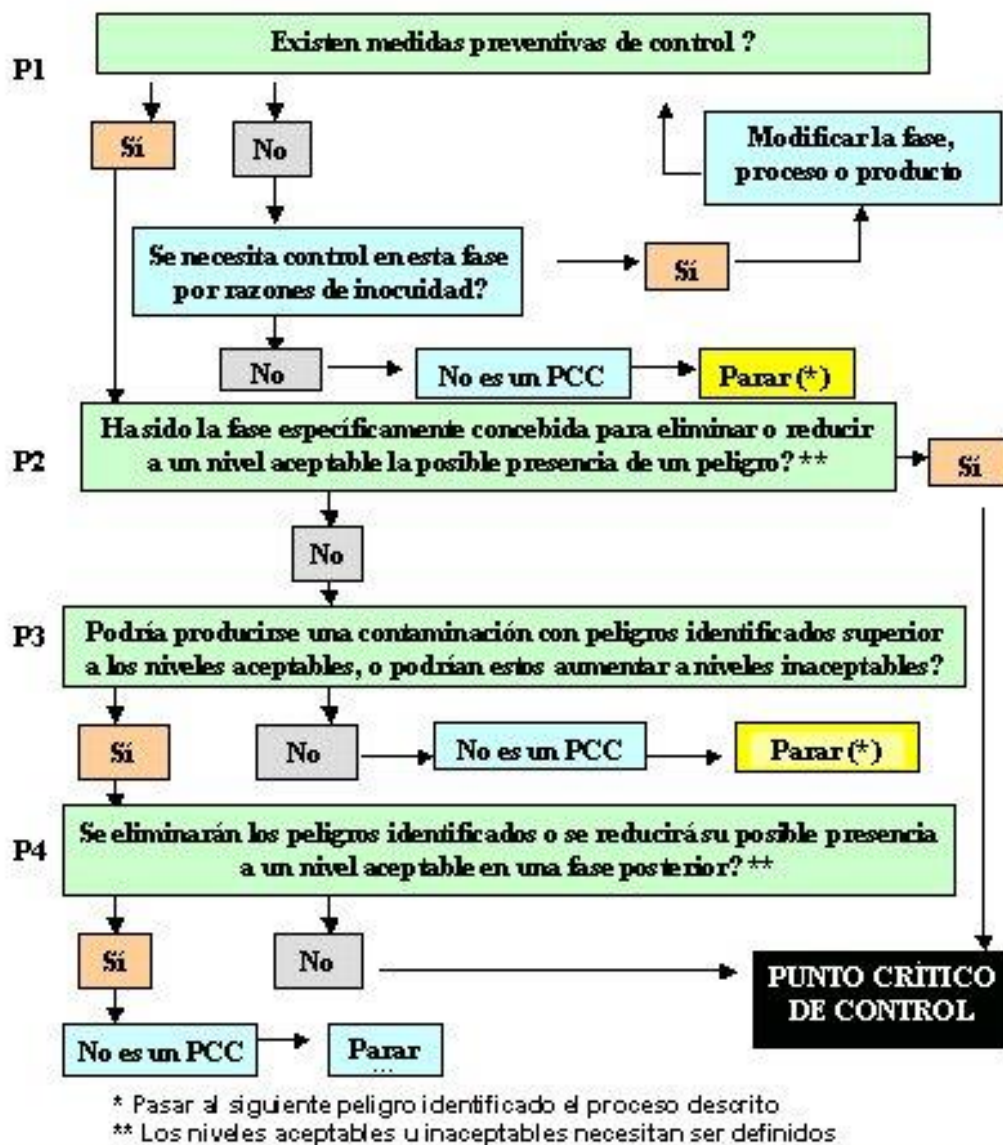 P1
Existen medidas preventivas de control ?
Sí
No
Modificar la fase,
proceso o producto
Se necesita control en esta fase
por razones de inocuidad?
Sí
No
No es un PCC
Parar (*)
P2
Ha sido la fase específicamente concebida para eliminar o reducir
a un nivel aceptable la posible presencia de un peligro? **
Sí
No
P3
Podría producirse una contaminación con peligros identificados superior
a los niveles aceptables, o podrían estos aumentar a niveles inaceptables?
Sí
No
No es un PCC
Parar (*)
P4
Se eliminarán los peligros identificados o se reducirá su posible presencia
a un nivel aceptable en una fase posterior? **
Sí
No
PUNTO CRÍTICO
DE CONTROL
No es un PCC
Parar
...
* Pasar al siguiente peligro identificado el proceso descrito
** Los niveles aceptables u inaceptables necesitan ser definidos